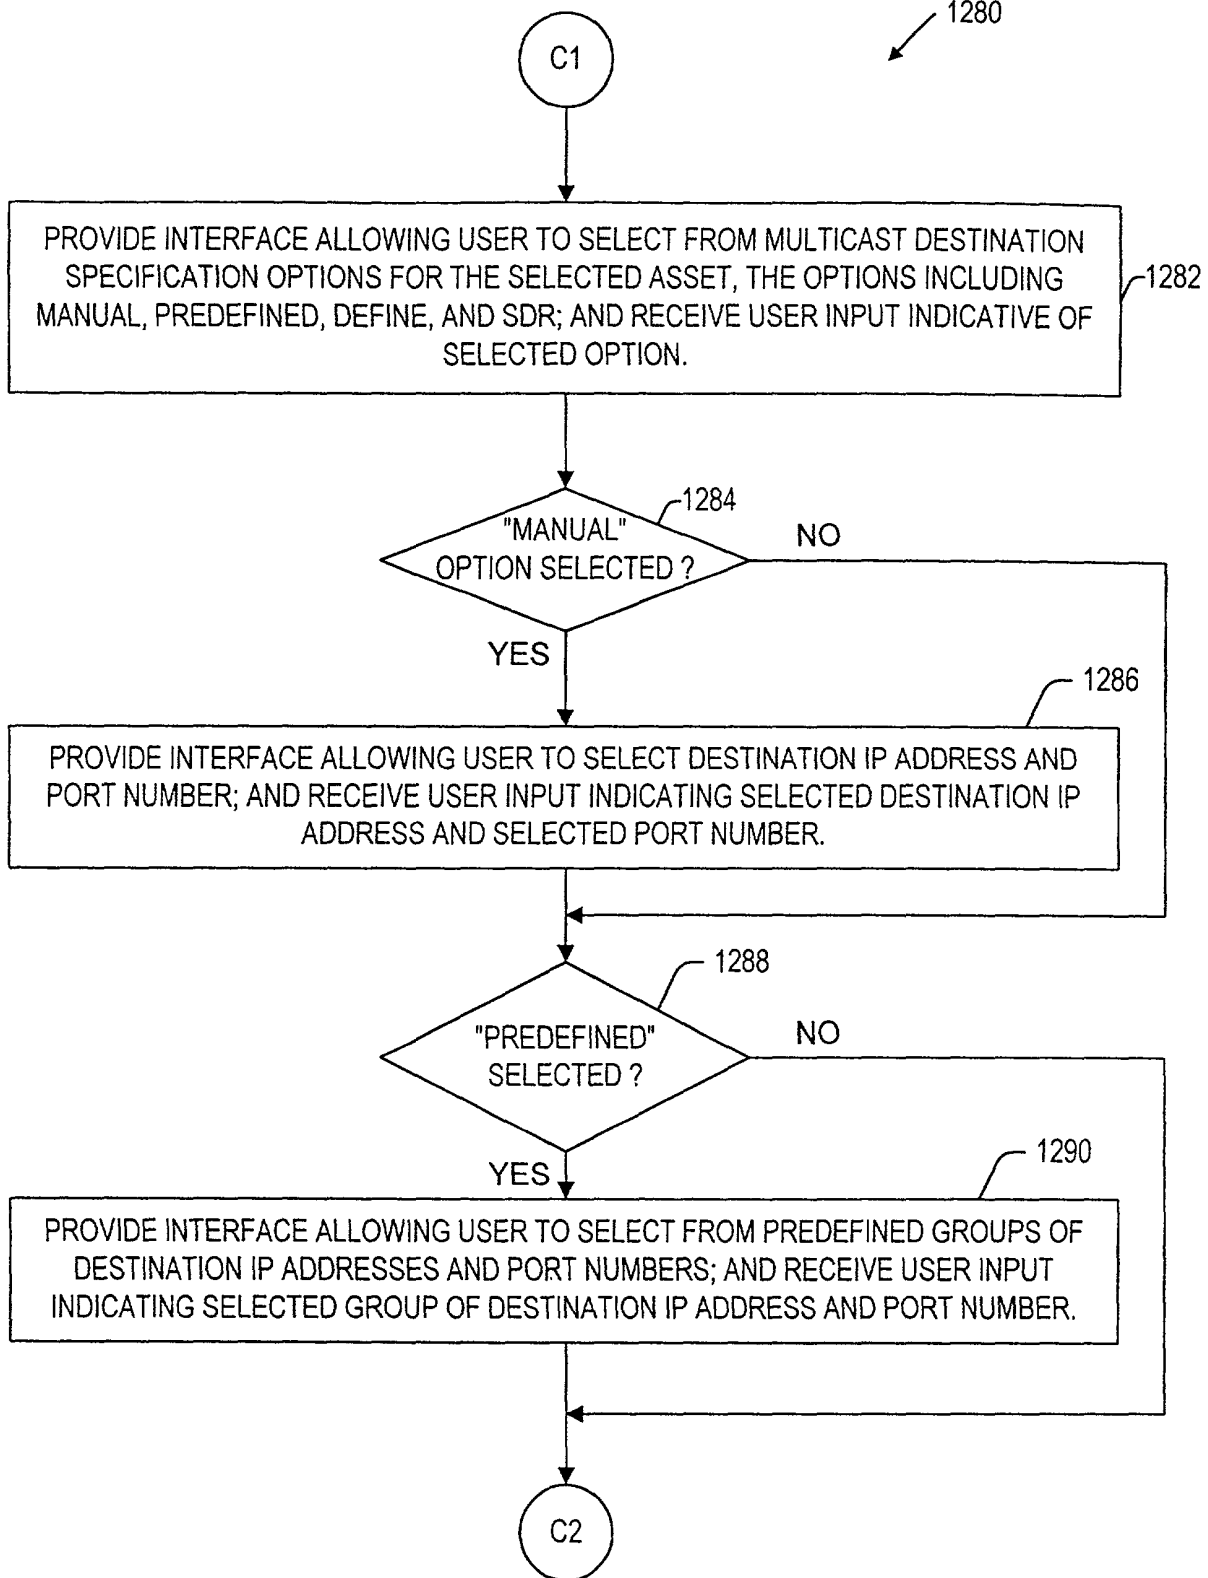 1280
C1
PROVIDE INTERFACE ALLOWING USER TO SELECT FROM MULTICAST DESTINATION
SPECIFICATION OPTIONS FOR THE SELECTED ASSET, THE OPTIONS INCLUDING
MANUAL, PREDEFINED, DEFINE, AND SDR; AND RECEIVE USER INPUT INDICATIVE OF
SELECTED OPTION.
1282
1284
"MANUAL"
OPTION SELECTED ?
NO
YES
1286
PROVIDE INTERFACE ALLOWING USER TO SELECT DESTINATION IP ADDRESS AND
PORT NUMBER; AND RECEIVE USER INPUT INDICATING SELECTED DESTINATION IP
ADDRESS AND SELECTED PORT NUMBER.
1288
"PREDEFINED"
SELECTED ?
NO
YES
1290
PROVIDE INTERFACE ALLOWING USER TO SELECT FROM PREDEFINED GROUPS OF
DESTINATION IP ADDRESSES AND PORT NUMBERS; AND RECEIVE USER INPUT
INDICATING SELECTED GROUP OF DESTINATION IP ADDRESS AND PORT NUMBER.
C2